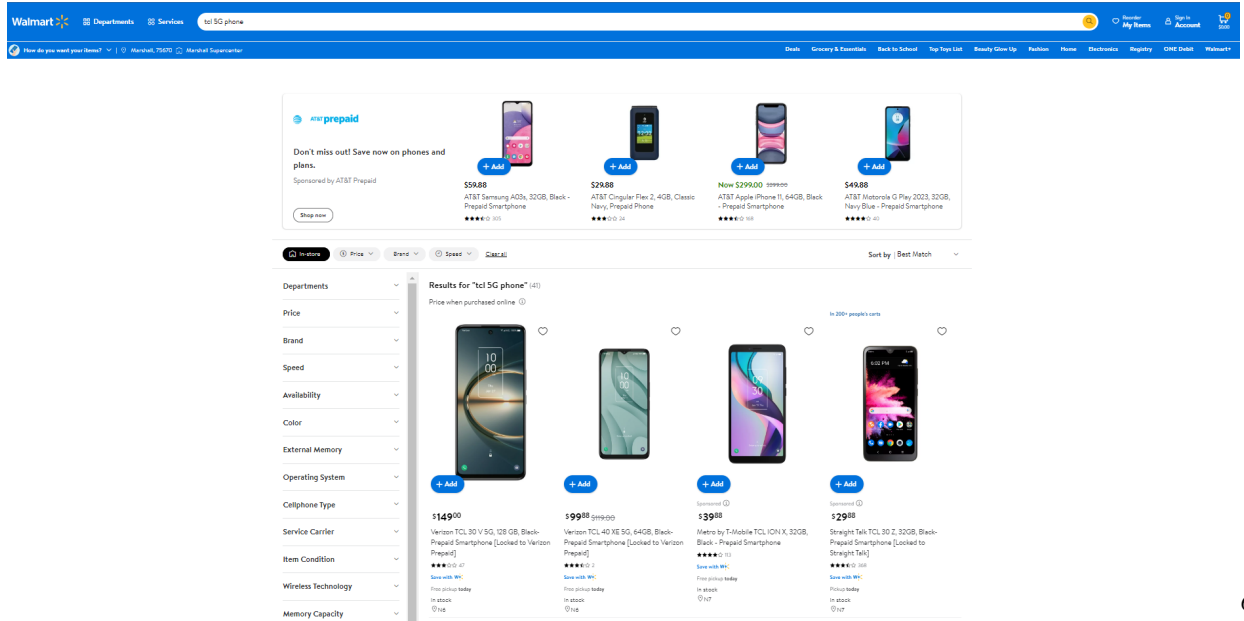 Walmart Departments Services tcl 5G phone Reorder My Items Sign In Account 0 $0.00
How do you want your items? Marshall, 75670 Marshall Supercenter Deals Grocery & Essentials Back to School Top Toys List Beauty Glow Up Fashion Home Electronics Registry ONE Debit Walmart+
AT&T prepaid
Don't miss out! Save now on phones and
plans.
Sponsored by AT&T Prepaid
Shop now
+ Add
$59.88
AT&T Samsung A03s, 32GB, Black -
Prepaid Smartphone
305
+ Add
$29.88
AT&T Cingular Flex 2, 4GB, Classic
Navy, Prepaid Phone
24
+ Add
Now $299.00
AT&T Apple iPhone 11, 64GB, Black
- Prepaid Smartphone
168
+ Add
$49.88
AT&T Motorola G Play 2023, 32GB,
Navy Blue - Prepaid Smartphone
40
In-store Price Brand Speed Clear all Sort by | Best Match
Departments
Price
Brand
Speed
Availability
Color
External Memory
Operating System
Cellphone Type
Service Carrier
Item Condition
Wireless Technology
Memory Capacity
Results for "tcl 5G phone" (41)
Price when purchased online
10
00
+ Add
$149.00
Verizon TCL 30 V 5G, 128 GB, Black-
Prepaid Smartphone [Locked to Verizon
Prepaid]
47
Save with W+
Free pickup today
In stock
N6
10
00
+ Add
$99.88 $119.00
Verizon TCL 40 XE 5G, 64GB, Black-
Prepaid Smartphone [Locked to Verizon
Prepaid]
2
Save with W+
Free pickup today
In stock
N6
+ Add
Sponsored
$39.88
Metro by T-Mobile TCL ION X, 32GB,
Black - Prepaid Smartphone
112
Save with W+
Free pickup today
In stock
N7
In 200+ people's carts
6:02 PM
+ Add
Sponsored
$29.88
Straight Talk TCL 30 Z, 32GB, Black-
Prepaid Smartphone [Locked to
Straight Talk]
268
Save with W+
Pickup today
In stock
N7